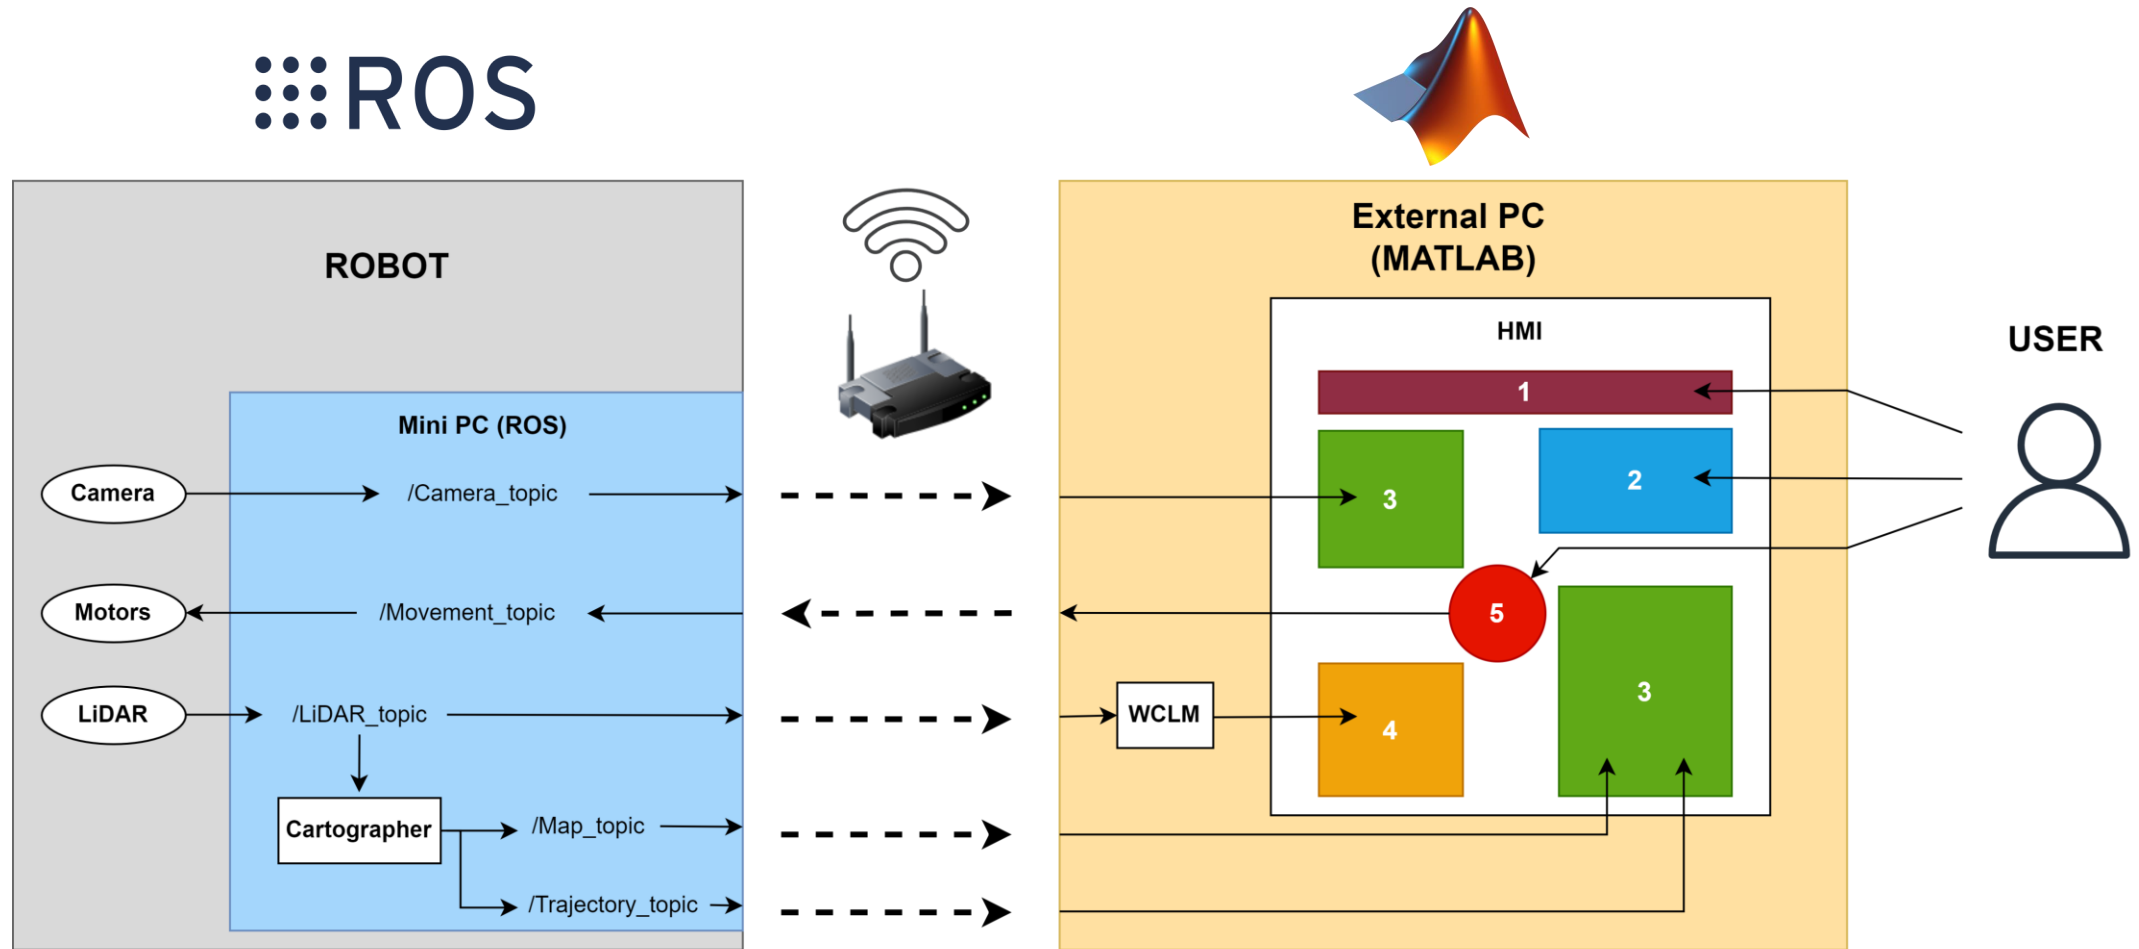 ROS
ROBOT
Mini PC (ROS)
Camera
/Camera_topic
Motors
/Movement_topic
LiDAR
/LiDAR_topic
Cartographer
/Map_topic
/Trajectory_topic
External PC
(MATLAB)
HMI
1
2
3
5
3
4
WCLM
USER